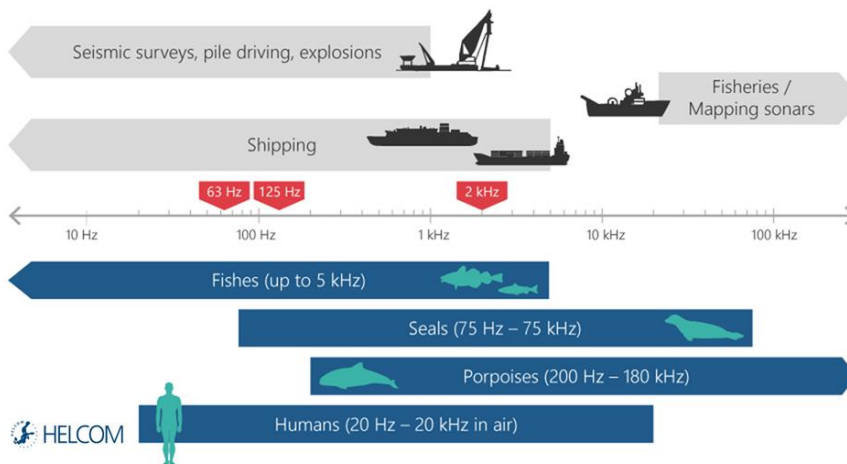 Seismic surveys, pile driving, explosions
Fisheries /
Mapping sonars
Shipping
63 Hz
125 Hz
2 kHz
10 Hz
100 Hz
1 kHz
10 kHz
100 kHz
Fishes (up to 5 kHz)
Seals (75 Hz – 75 kHz)
Porpoises (200 Hz – 180 kHz)
Humans (20 Hz – 20 kHz in air)
HELCOM